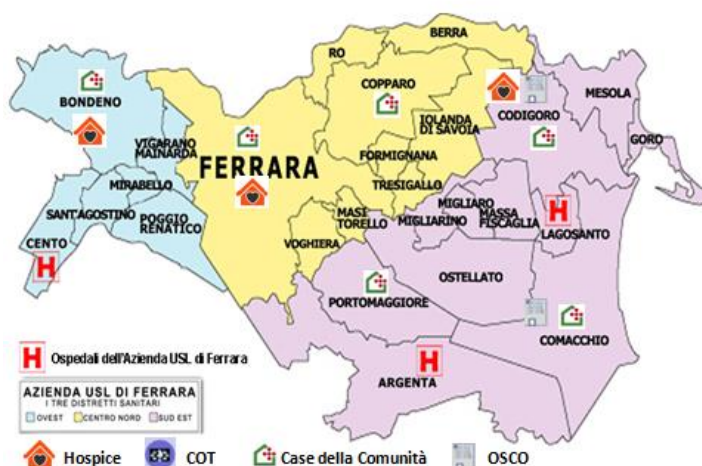 BERRA
RO
COPPARO
MESOLA
BONDENO
CODIGORO
IOLANDA
DI SAVOIA
GORO
VIGARANO
MAINARDA
FERRARA
FORMIGNANA
MIRABELLO
TRESIGALLO
SANT'AGOSTINO
MASI
TORELLO
MIGLIARO
MASSA
FISCAGLIA
POGGIO
RENATICO
MIGLIARINO
LAGOSANTO
CENTO
VOGHIERA
H
H
OSTELLATO
PORTOMAGGIORE
COMACCHIO
H
ARGENTA
H Ospedali dell'Azienda USL di Ferrara
AZIENDA USL DI FERRARA
I TRE DISTRETTI SANITARI
OVEST CENTRO NORD SUD EST
Hospice COT Case della Comunità OSCO